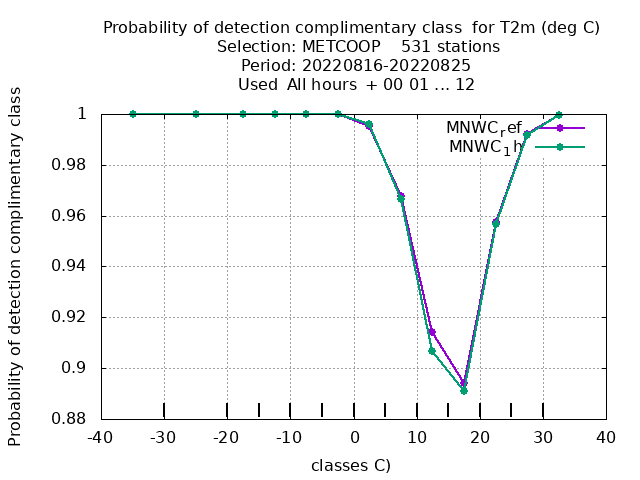 Probability of detection complimentary class  for T2m (deg C)
Selection: METCOOP    531 stations
Period: 20220816-20220825
Used  All hours  + 00 01 ... 12
Probability of detection complimentary class
1
0.98
0.96
0.94
0.92
0.9
0.88
MNWC_ref
MNWC_1h
-40 -30 -20 -10 0 10 20 30 40
classes C)